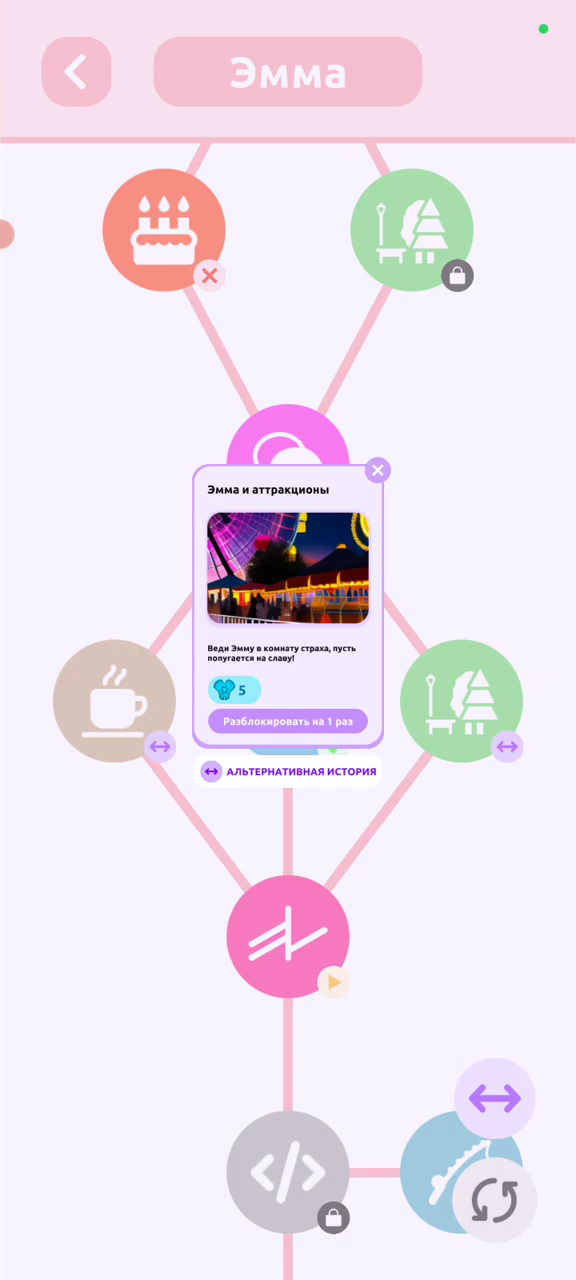 Эмма
Эмма и аттракционы
Веди Эмму в комнату страха, пусть
попугается на славу!
5
Разблокировать на 1 раз
АЛЬТЕРНАТИВНАЯ ИСТОРИЯ